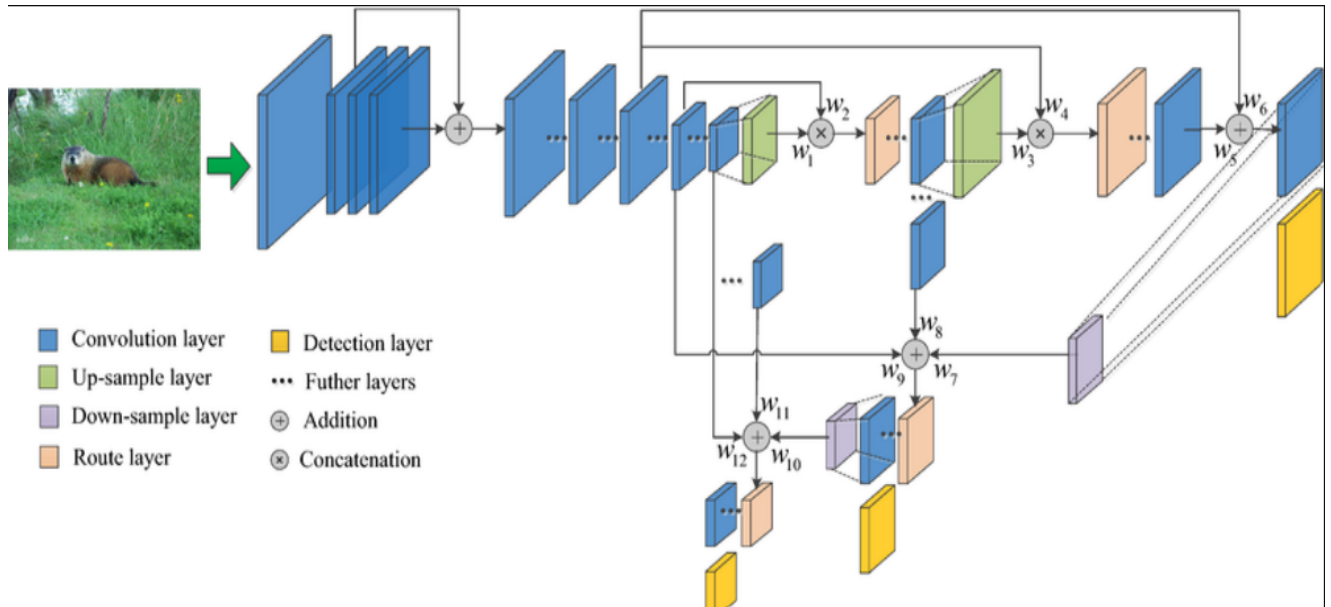 w2
w4
w6
w1
w3
w5
w8
w9 w7
w11
w12 w10
Convolution layer
Detection layer
Up-sample layer
Futher layers
Down-sample layer
Addition
Route layer
Concatenation